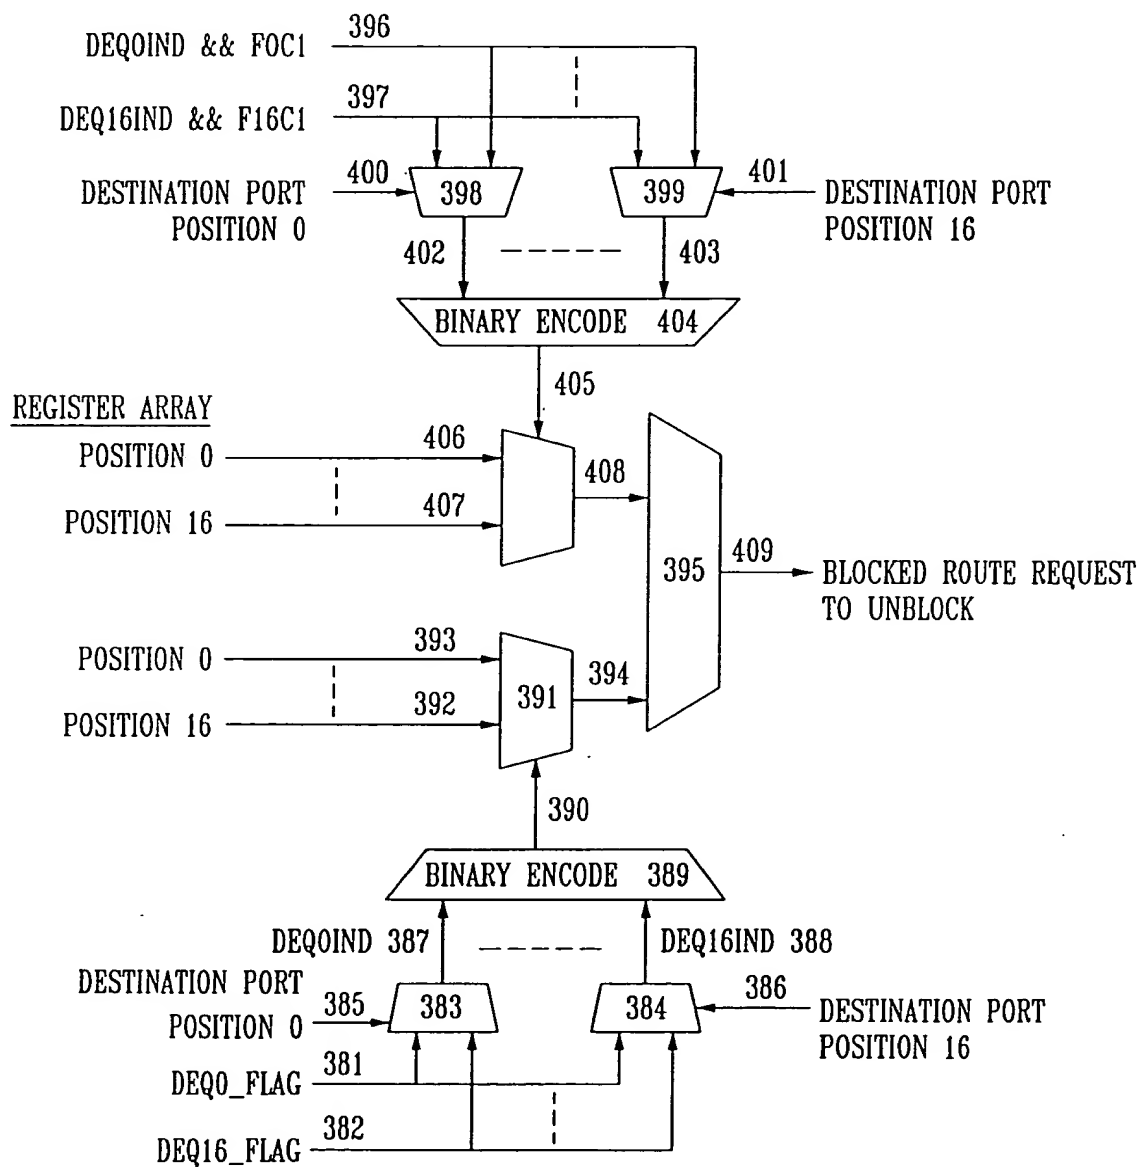 DEQ0IND && F0C1 396
DEQ16IND && F16C1 397
DESTINATION PORT POSITION 0 400
398
399
401 DESTINATION PORT POSITION 16
402
403
BINARY ENCODE 404
405
REGISTER ARRAY
POSITION 0 406
POSITION 16 407
408
395
409 BLOCKED ROUTE REQUEST TO UNBLOCK
POSITION 0 393
POSITION 16 392
391
394
390
BINARY ENCODE 389
DEQ0IND 387
DEQ16IND 388
DESTINATION PORT POSITION 0 385
383
384
386 DESTINATION PORT POSITION 16
DEQ0_FLAG 381
DEQ16_FLAG 382